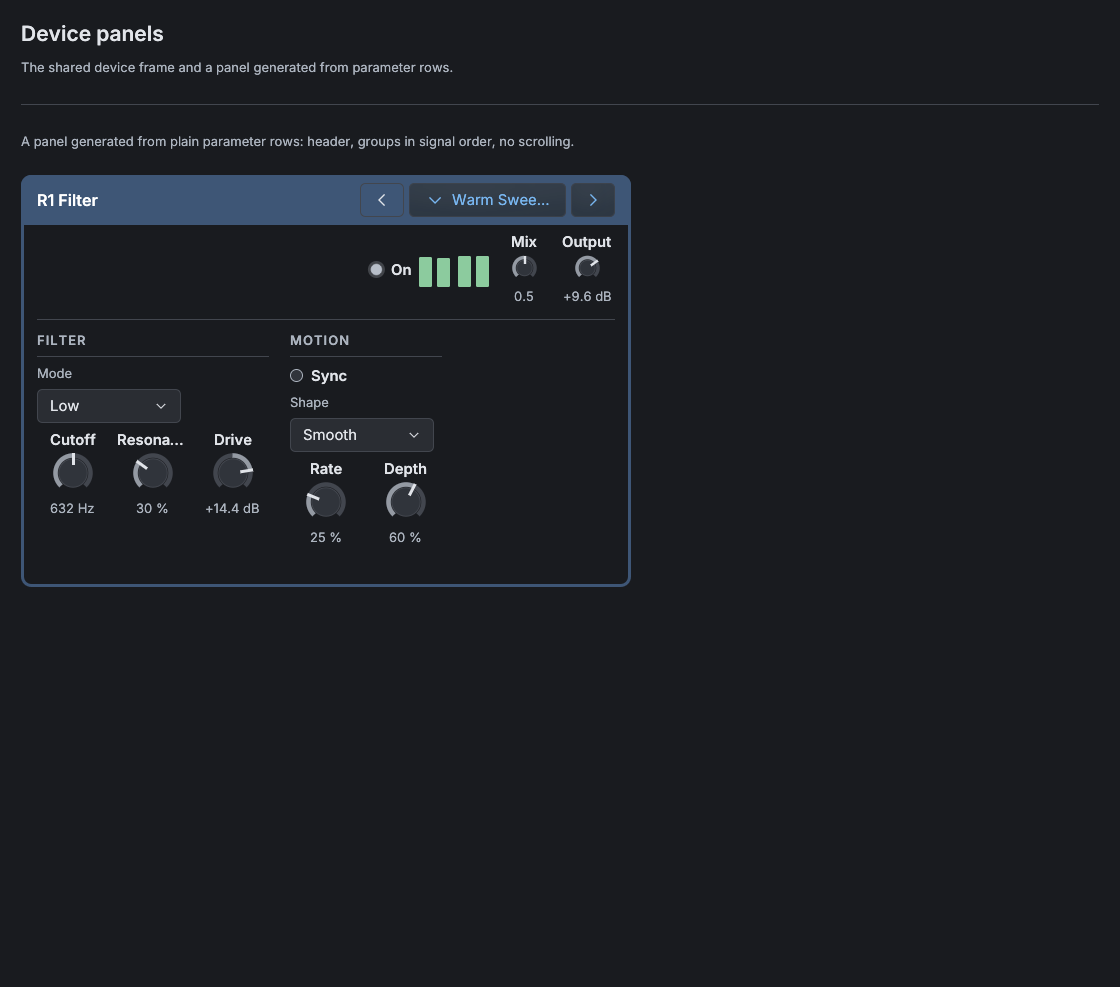 Device panels
The shared device frame and a panel generated from parameter rows.
A panel generated from plain parameter rows: header, groups in signal order, no scrolling.
R1 Filter
Warm Swee...
Mix Output
On
0.5 +9.6 dB
FILTER
Mode
Low
Cutoff Resona... Drive
632 Hz 30 % +14.4 dB
MOTION
Sync
Shape
Smooth
Rate Depth
25 % 60 %